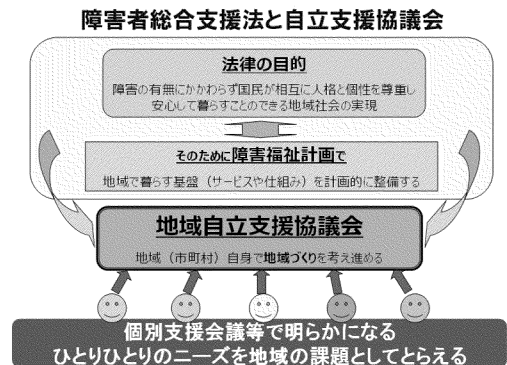 障害者総合支援法と自立支援協議会
法律の目的
障害の有無にかかわらず国民が相互に人格と個性を尊重し
安心して暮らすことのできる地域社会の実現
そのために障害福祉計画で
地域で暮らす基盤（サービスや仕組み）を計画的に整備する
地域自立支援協議会
地域（市町村）自身で地域づくりを考え進める
個別支援会議等で明らかになる
ひとりひとりのニーズを地域の課題としてとらえる